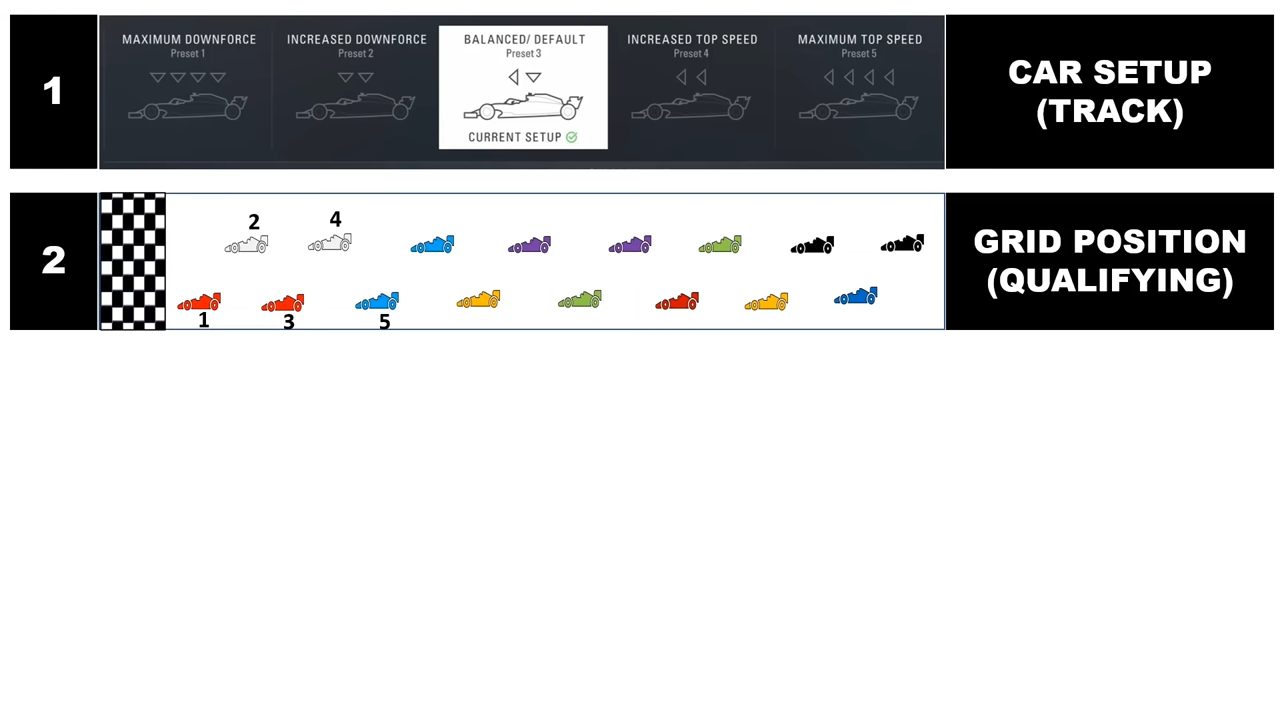 1
MAXIMUM DOWNFORCE
Preset 1
INCREASED DOWNFORCE
Preset 2
BALANCED/ DEFAULT
Preset 3
CURRENT SETUP
INCREASED TOP SPEED
Preset 4
MAXIMUM TOP SPEED
Preset 5
CAR SETUP
(TRACK)
2
2
4
1
3
5
GRID POSITION
(QUALIFYING)